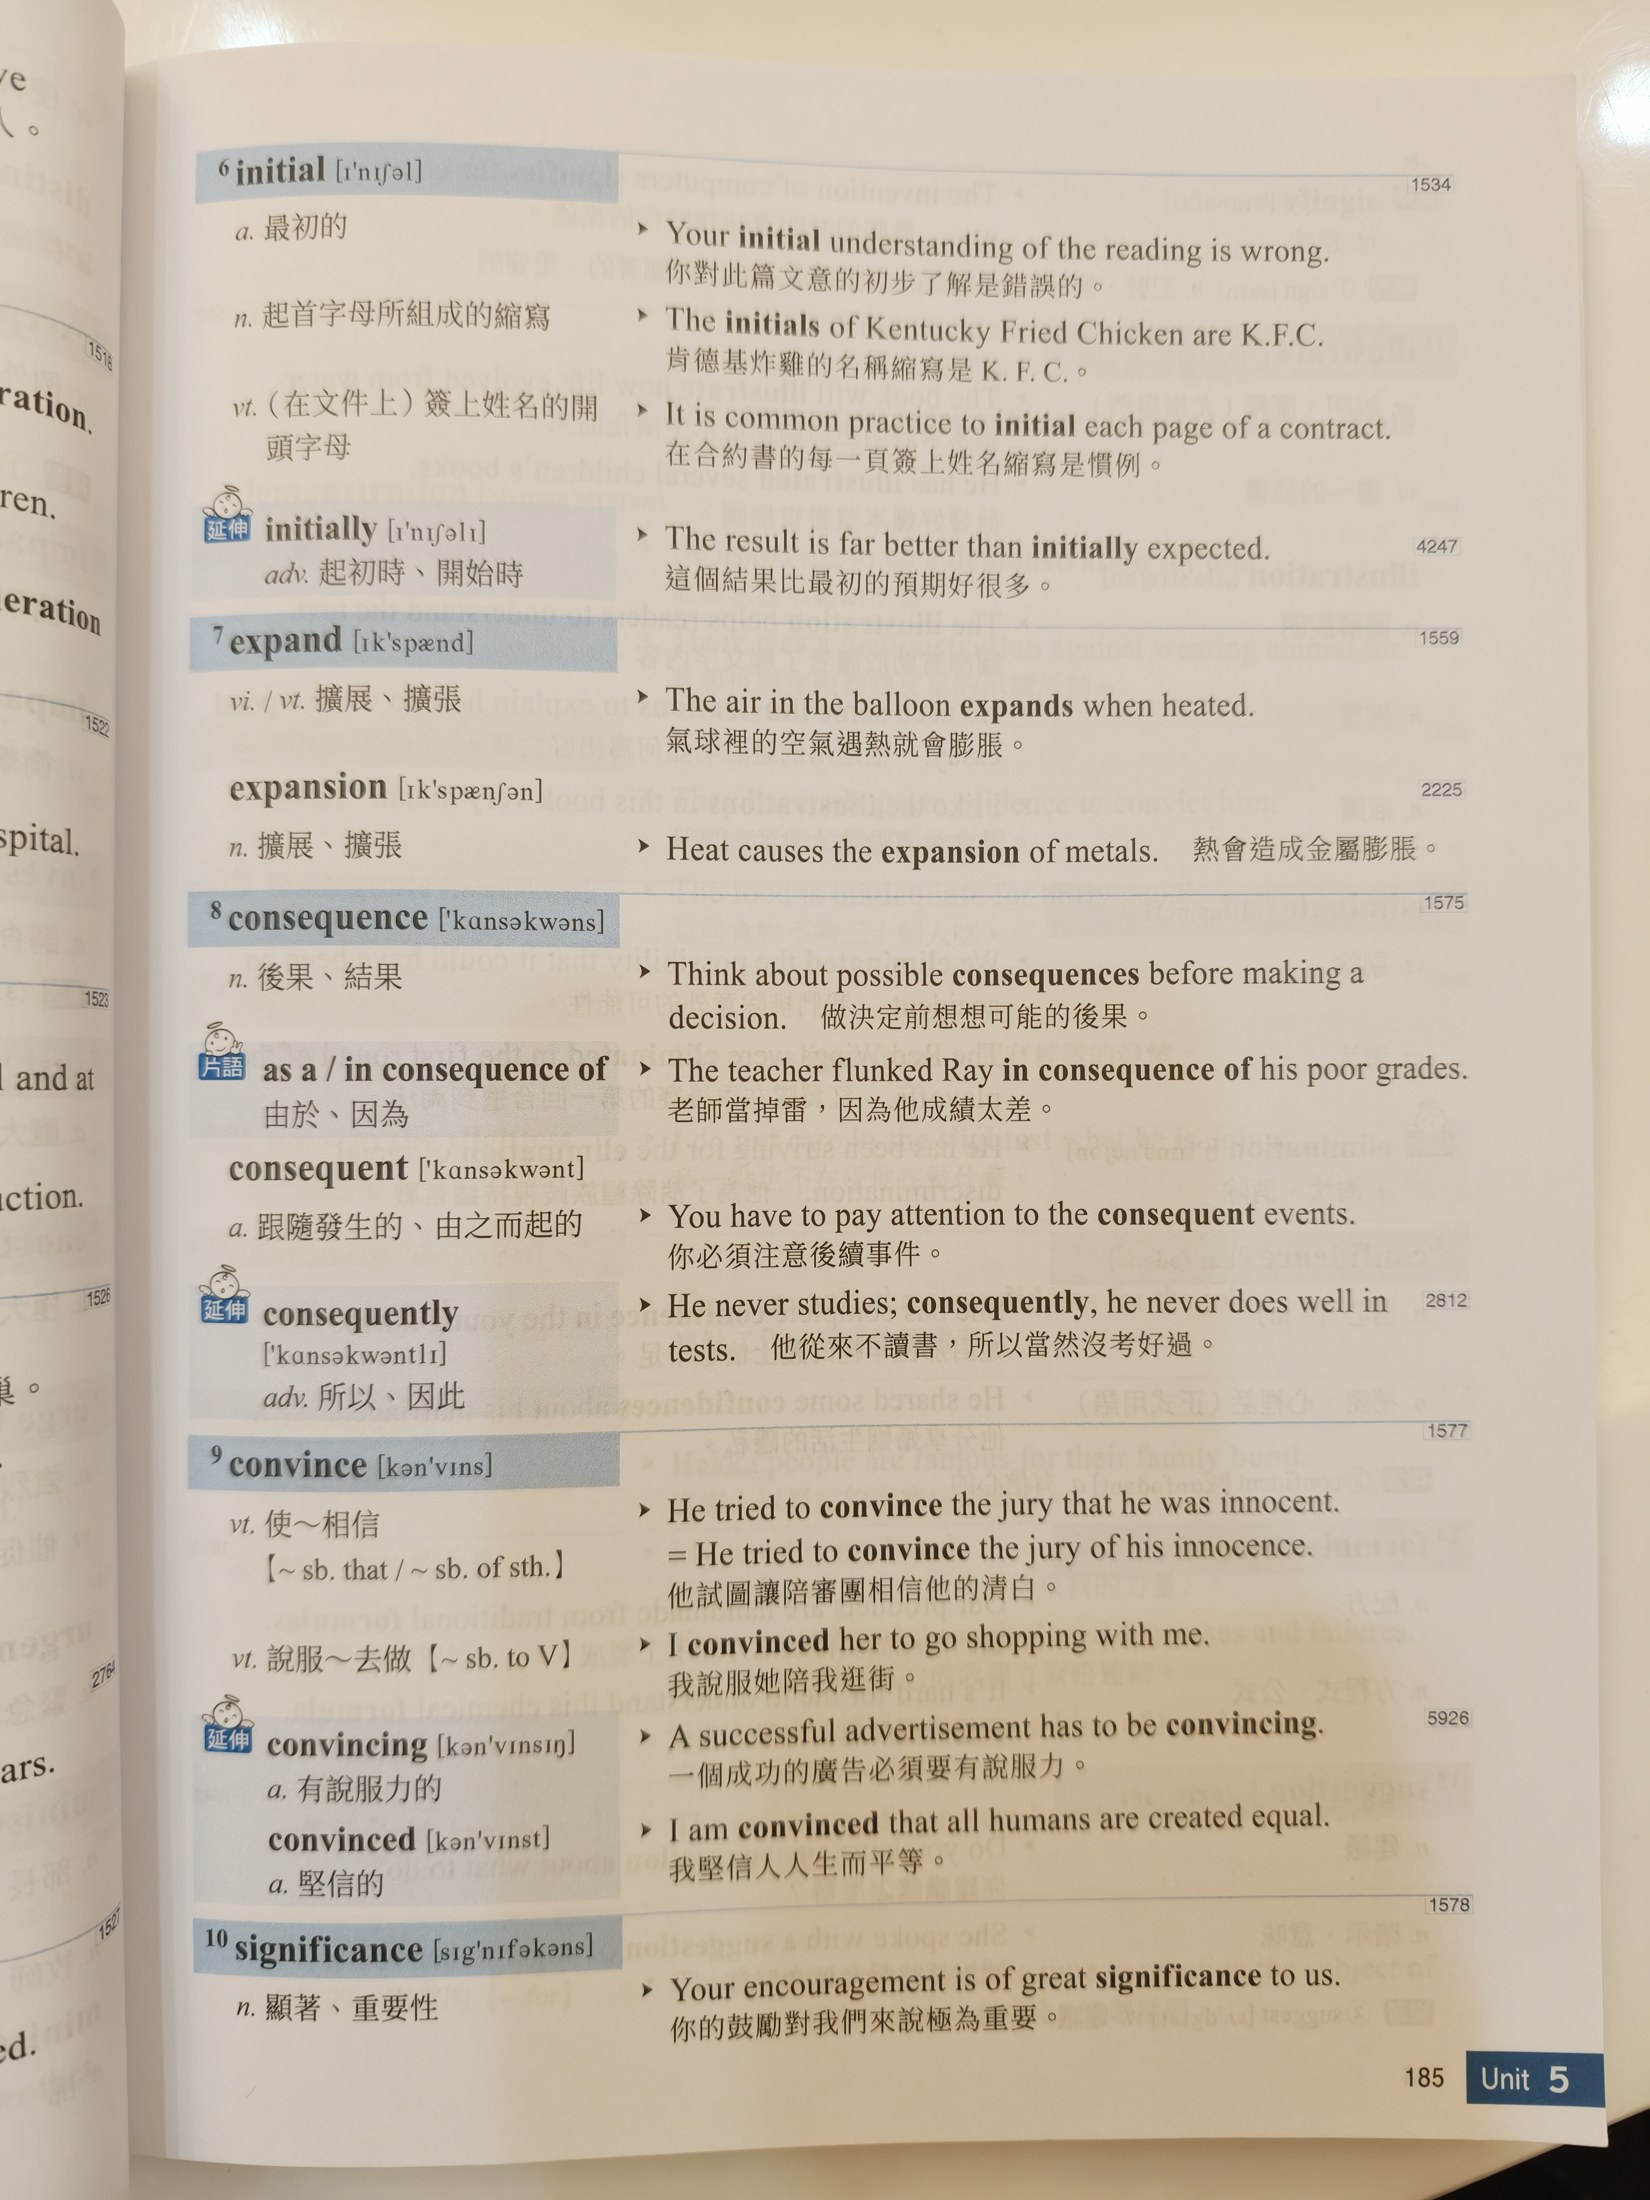 ve
人。
1518
ration.
ren.
eration
1522
spital.
1523
l and at
uction.
1526
巢。
2764
ars.
1527
ed.
6 initial [ɪ'nɪʃəl]
1534
a. 最初的
➤ Your initial understanding of the reading is wrong.
你對此篇文意的初步了解是錯誤的。
n. 起首字母所組成的縮寫
➤ The initials of Kentucky Fried Chicken are K.F.C.
肯德基炸雞的名稱縮寫是 K. F. C.。
vt.（在文件上）簽上姓名的開
頭字母
➤ It is common practice to initial each page of a contract.
在合約書的每一頁簽上姓名縮寫是慣例。
延伸 initially [ɪ'nɪʃəlɪ]
adv. 起初時、開始時
➤ The result is far better than initially expected.
4247
這個結果比最初的預期好很多。
7 expand [ɪk'spænd]
1559
vi. / vt. 擴展、擴張
➤ The air in the balloon expands when heated.
氣球裡的空氣遇熱就會膨脹。
expansion [ɪk'spænʃən]
2225
n. 擴展、擴張
➤ Heat causes the expansion of metals. 熱會造成金屬膨脹。
8 consequence ['kɑnsəkwəns]
1575
n. 後果、結果
➤ Think about possible consequences before making a
decision. 做決定前想想可能的後果。
片語 as a / in consequence of
由於、因為
➤ The teacher flunked Ray in consequence of his poor grades.
老師當掉雷，因為他成績太差。
consequent ['kɑnsəkwənt]
a. 跟隨發生的、由之而起的
➤ You have to pay attention to the consequent events.
你必須注意後續事件。
延伸 consequently
['kɑnsəkwəntlɪ]
adv. 所以、因此
➤ He never studies; consequently, he never does well in
2812
tests. 他從來不讀書，所以當然沒考好過。
9 convince [kən'vɪns]
1577
vt. 使～相信
【~ sb. that / ~ sb. of sth.】
➤ He tried to convince the jury that he was innocent.
= He tried to convince the jury of his innocence.
他試圖讓陪審團相信他的清白。
vt. 說服～去做【~ sb. to V】
➤ I convinced her to go shopping with me.
我說服她陪我逛街。
延伸 convincing [kən'vɪnsɪŋ]
a. 有說服力的
➤ A successful advertisement has to be convincing.
5926
一個成功的廣告必須要有說服力。
convinced [kən'vɪnst]
a. 堅信的
➤ I am convinced that all humans are created equal.
我堅信人人生而平等。
10 significance [sɪg'nɪfəkəns]
1578
n. 顯著、重要性
➤ Your encouragement is of great significance to us.
你的鼓勵對我們來說極為重要。
185 Unit 5